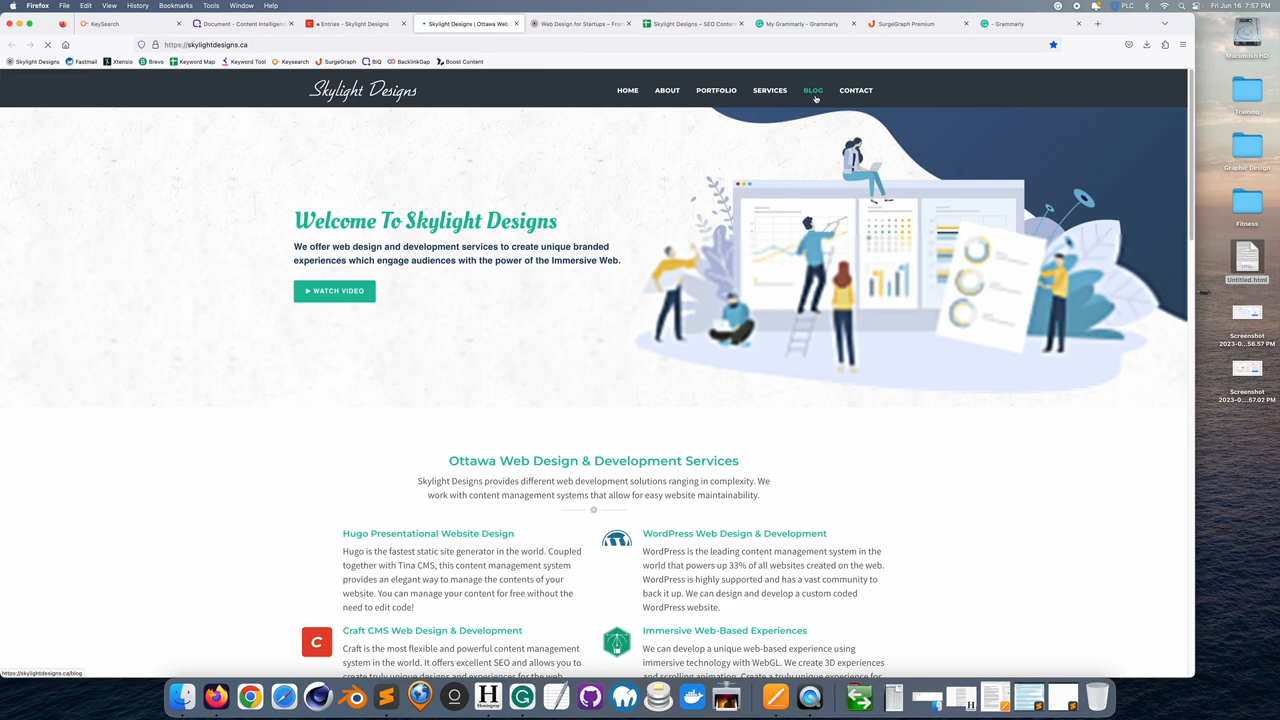 Firefox File Edit View History Bookmarks Tools Window Help
PLC Fri Jun 16 7:57 PM
KeySearch
Document - Content Intelligenc
Entries - Skylight Designs
Skylight Designs | Ottawa Web
Web Design for Startups – Fro
Skylight Designs – SEO Conten
My Grammarly - Grammarly
SurgeGraph Premium
- Grammarly
https://skylightdesigns.ca
Skylight Designs Fastmail Xtensio Brevo Keyword Map Keyword Tool Keysearch SurgeGraph BiQ BacklinkGap Boost Content
Skylight Designs
HOME ABOUT PORTFOLIO SERVICES BLOG CONTACT
Welcome To Skylight Designs
We offer web design and development services to create unique branded
experiences which engage audiences with the power of the Immersive Web.
WATCH VIDEO
Ottawa Web Design & Development Services
Skylight Designs provides different web development solutions ranging in complexity. We
work with content management systems that allow for easy website maintainability.
Hugo Presentational Website Design
Hugo is the fastest static site generator in the world. Coupled
together with Tina CMS, this content management system
provides an elegant way to manage the contents of your
website. You can manage your content for free without the
need to edit code!
WordPress Web Design & Development
WordPress is the leading content management system in the
world that powers up 33% of all websites created on the web.
WordPress is highly supported and has a vast community to
back it up. We can design and develop a custom coded
WordPress website.
C
Craft CMS Web Design & Development
Craft is the most flexible and powerful content management
system in the world. It offers excellent SEO and allows you to
Immersive Web-Based Experiences
We can develop a unique web-based experience using
immersive technology with WebGL. We create 3D experiences
https://skylightdesigns.ca/blog
Macintosh HD
Training
Graphic Design
Fitness
Untitled.html
Screenshot
2023-0...56.57 PM
Screenshot
2023-0...57.02 PM